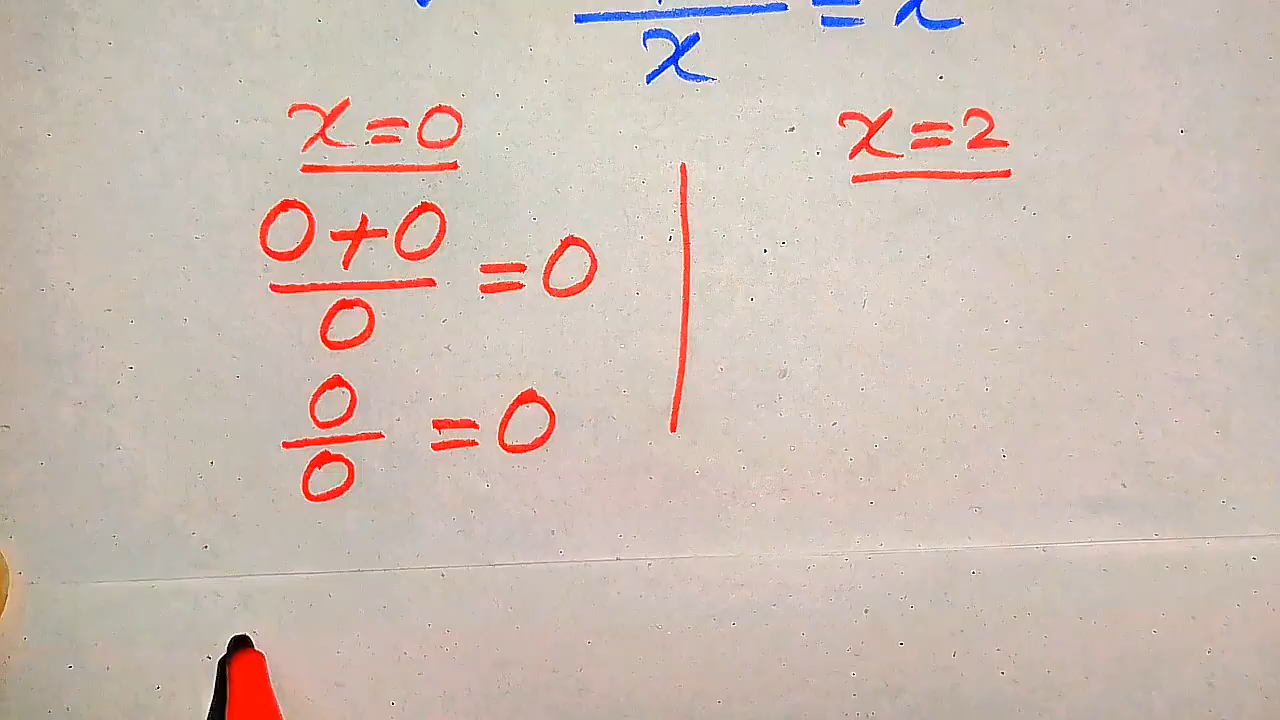 x = x
x=0
0+0/0 = 0
0/0 = 0
x=2